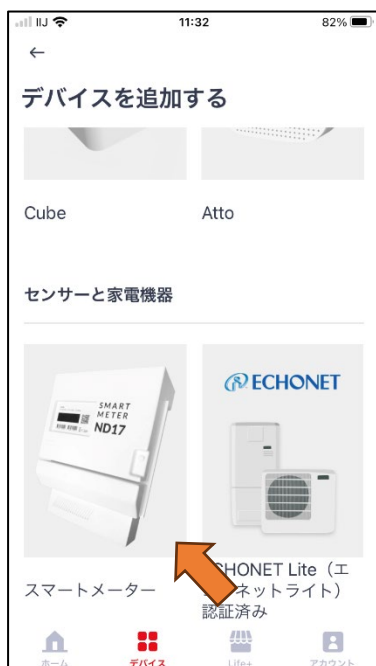 IIJ 11:32 82%
←
デバイスを追加する
Cube
Atto
センサーと家電機器
SMART
METER
ND17
ECHONET
スマートメーター
ECHONET Lite（エ
ネットライト）
認証済み
ホーム
デバイス
Life+
アカウント